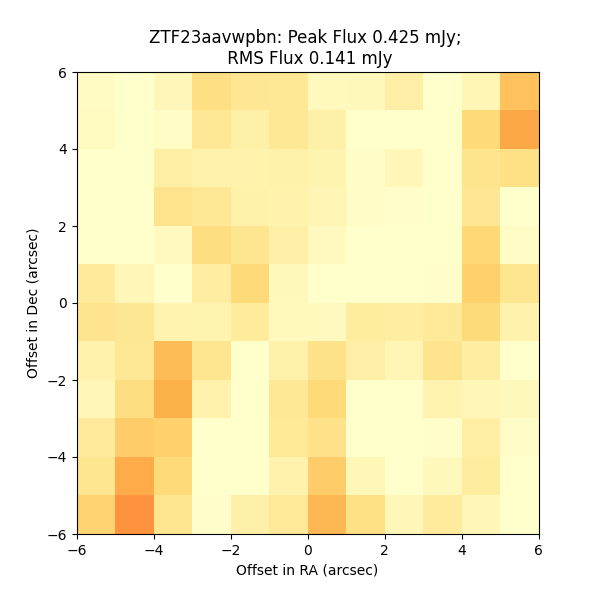 ZTF23aavwpbn: Peak Flux 0.425 mJy;
RMS Flux 0.141 mJy
6
4
2
0
−2
−4
−6
Offset in Dec (arcsec)
−6 −4 −2 0 2 4 6
Offset in RA (arcsec)